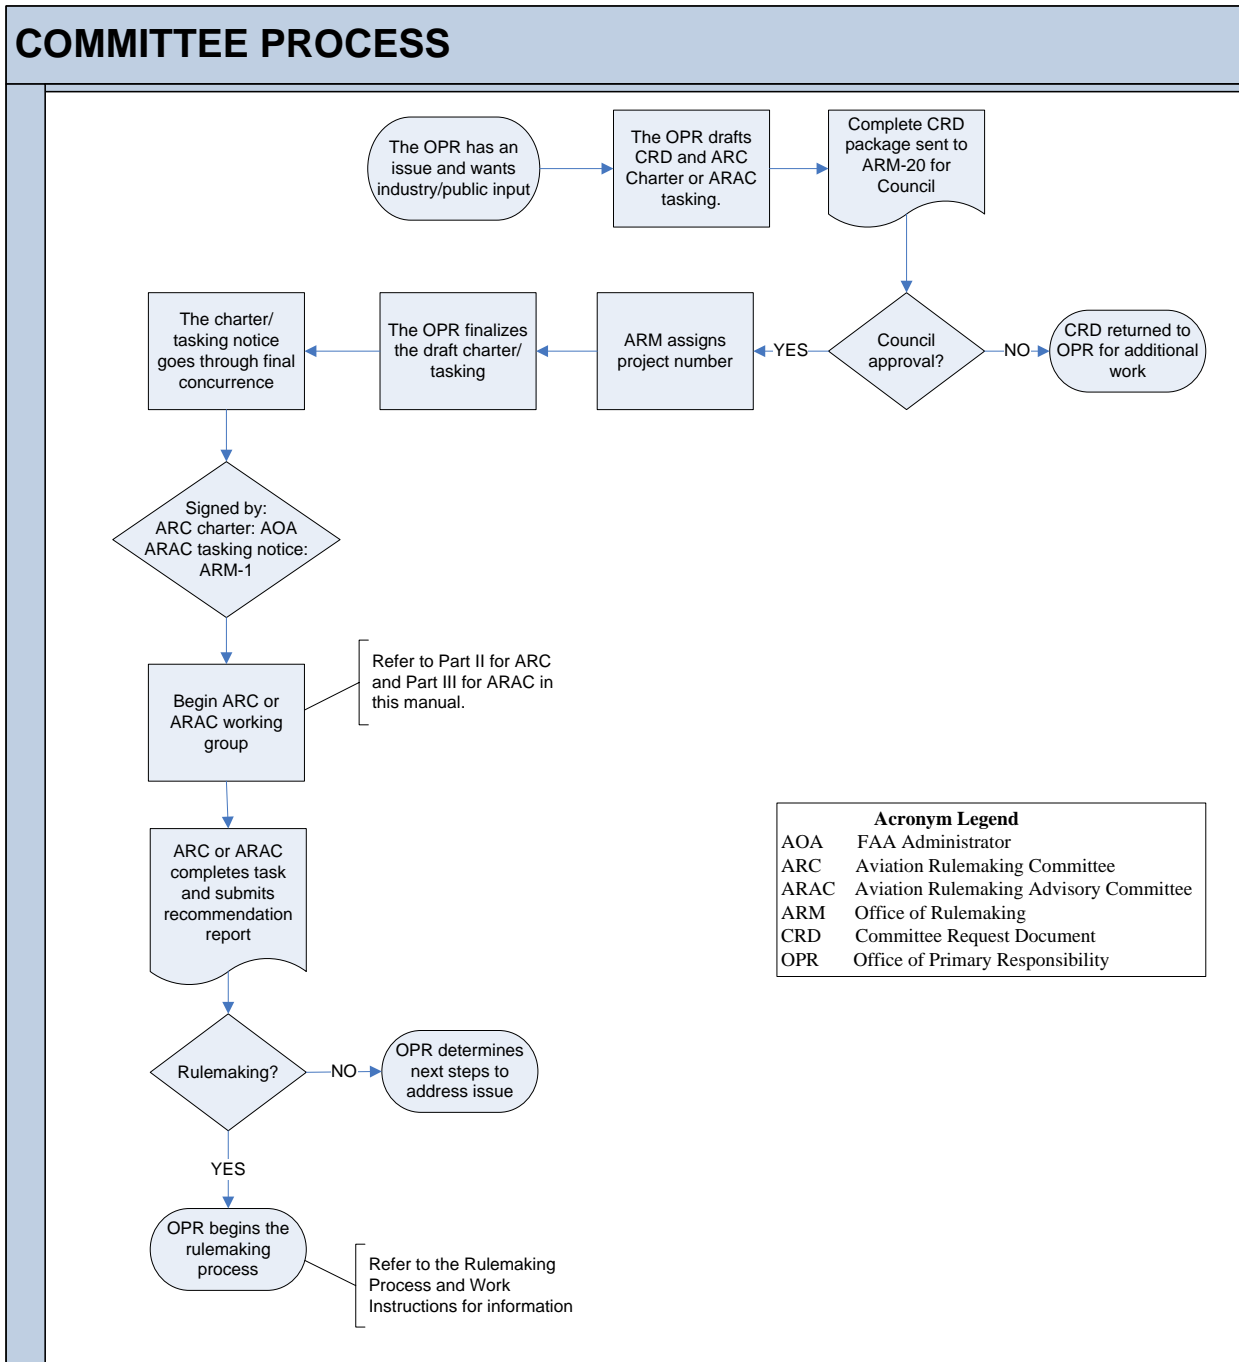 COMMITTEE PROCESS
The OPR has an
issue and wants
industry/public input
The OPR drafts
CRD and ARC
Charter or ARAC
tasking.
Complete CRD
package sent to
ARM-20 for
Council
Council
approval?
NO
CRD returned to
OPR for additional
work
YES
ARM assigns
project number
The OPR finalizes
the draft charter/
tasking
The charter/
tasking notice
goes through final
concurrence
Signed by:
ARC charter: AOA
ARAC tasking notice:
ARM-1
Begin ARC or
ARAC working
group
Refer to Part II for ARC
and Part III for ARAC in
this manual.
ARC or ARAC
completes task
and submits
recommendation
report
Rulemaking?
NO
OPR determines
next steps to
address issue
YES
OPR begins the
rulemaking
process
Refer to the Rulemaking
Process and Work
Instructions for information
Acronym Legend
AOA FAA Administrator
ARC Aviation Rulemaking Committee
ARAC Aviation Rulemaking Advisory Committee
ARM Office of Rulemaking
CRD Committee Request Document
OPR Office of Primary Responsibility